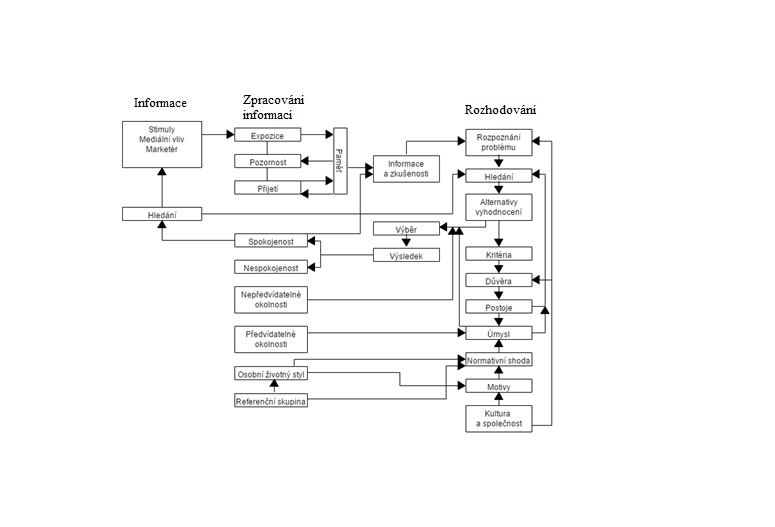 Informace
Zpracování
informaci
Rozhodování
Stimuly
Mediální vliv
Marketér
Expozice
Pozornost
Přijetí
Paměť
Informace
a zkušenosti
Rozpoznání
problému
Hledání
Alternativy
vyhodnocení
Hledání
Výběr
Výsledek
Spokojenost
Nespokojenost
Kritéria
Důvěra
Postoje
Úmysl
Nepředvídatelné
okolnosti
Předvídatelné
okolnosti
Osobní životný styl
Referenční skupina
Normativní shoda
Motivy
Kultura
a společnost